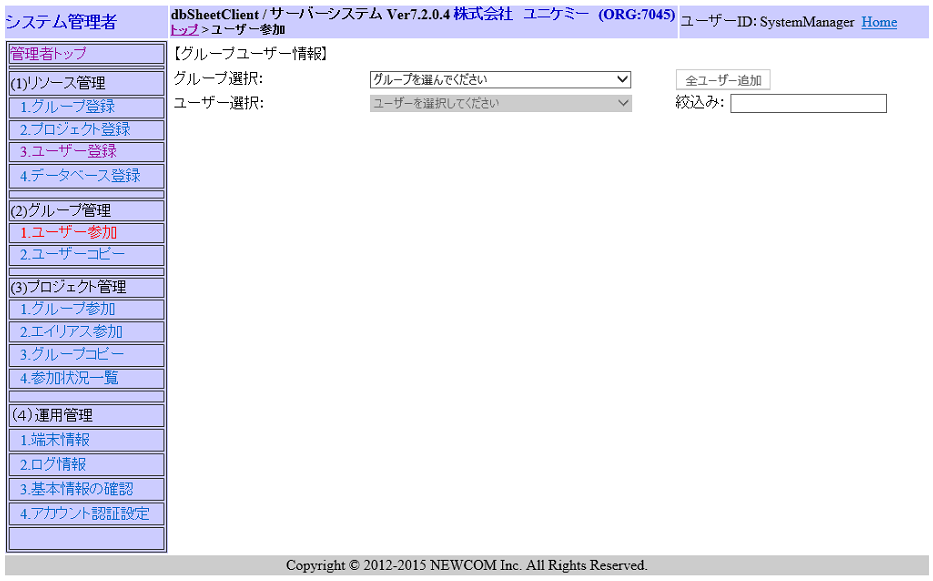 システム管理者
dbSheetClient / サーバーシステム Ver7.2.0.4 株式会社 ユニケミー (ORG:7045)
トップ > ユーザー参加
ユーザーID: SystemManager Home
管理者トップ
(1)リソース管理
1.グループ登録
2.プロジェクト登録
3.ユーザー登録
4.データベース登録
(2)グループ管理
1.ユーザー参加
2.ユーザーコピー
(3)プロジェクト管理
1.グループ参加
2.エイリアス参加
3.グループコピー
4.参加状況一覧
(4)運用管理
1.端末情報
2.ログ情報
3.基本情報の確認
4.アカウント認証設定
【グループユーザー情報】
グループ選択: グループを選んでください 全ユーザー追加
ユーザー選択: ユーザーを選択してください 絞込み:
Copyright © 2012-2015 NEWCOM Inc. All Rights Reserved.